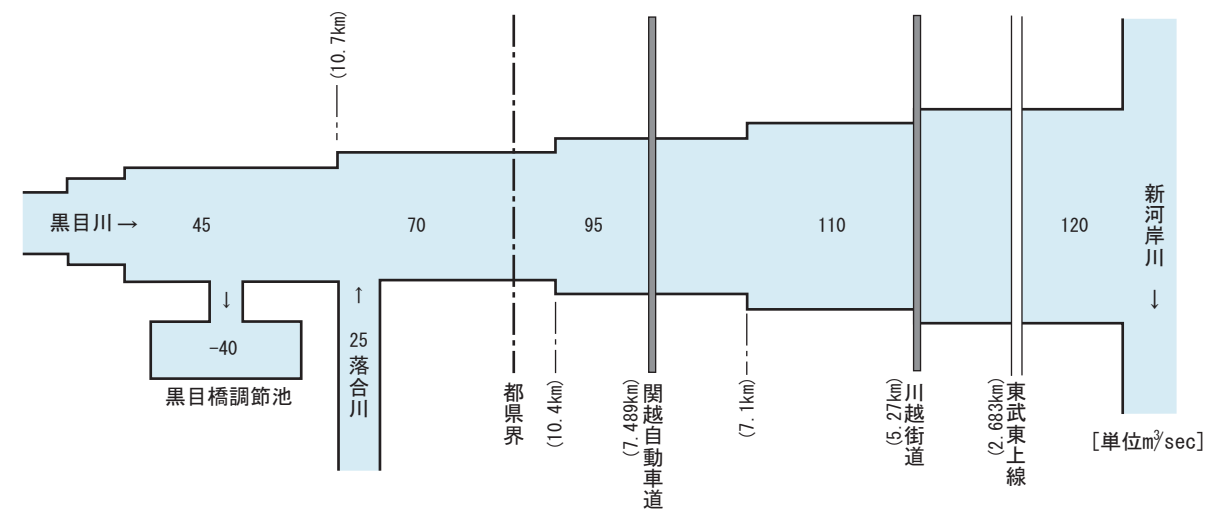 (10.7km)
黒目川→
45
70
95
110
120
新河岸川
↓
↓
-40
黒目橋調節池
↑
25
落合川
都県界
(10.4km)
関越自動車道
(7.489km)
(7.1km)
川越街道
(5.27km)
東武東上線
(2.683km)
[単位m³/sec]